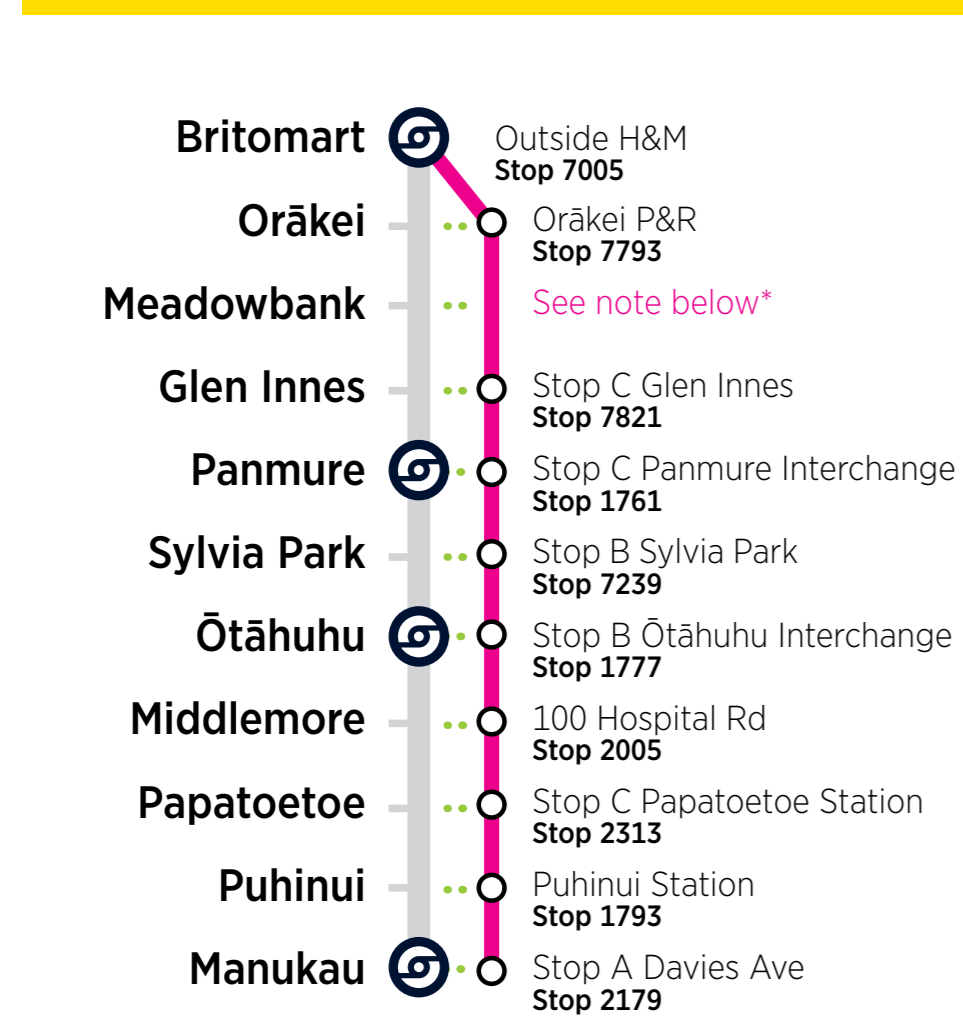 Britomart
Outside H&M
Stop 7005
Orākei
Orākei P&R
Stop 7793
Meadowbank
See note below*
Glen Innes
Stop C Glen Innes
Stop 7821
Panmure
Stop C Panmure Interchange
Stop 1761
Sylvia Park
Stop B Sylvia Park
Stop 7239
Ōtāhuhu
Stop B Ōtāhuhu Interchange
Stop 1777
Middlemore
100 Hospital Rd
Stop 2005
Papatoetoe
Stop C Papatoetoe Station
Stop 2313
Puhinui
Puhinui Station
Stop 1793
Manukau
Stop A Davies Ave
Stop 2179